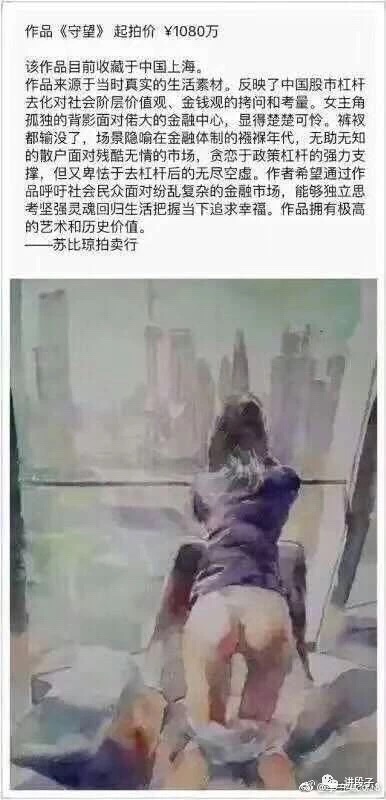 作品《守望》 起拍价 ¥1080万
该作品目前收藏于中国上海。
作品来源于当时真实的生活素材。反映了中国股市杠杆
去化对社会阶层价值观、金钱观的拷问和考量。女主角
孤独的背影面对偌大的金融中心，显得楚楚可怜。裤衩
都输没了，场景隐喻在金融体制的襁褓年代，无助无知
的散户面对残酷无情的市场，贪恋于政策杠杆的强力支
撑，但又卑怯于去杠杆后的无尽空虚。作者希望通过作
品呼吁社会民众面对纷乱复杂的金融市场，能够独立思
考坚强灵魂回归生活把握当下追求幸福。作品拥有极高
的艺术和历史价值。
——苏比琼拍卖行
进段子